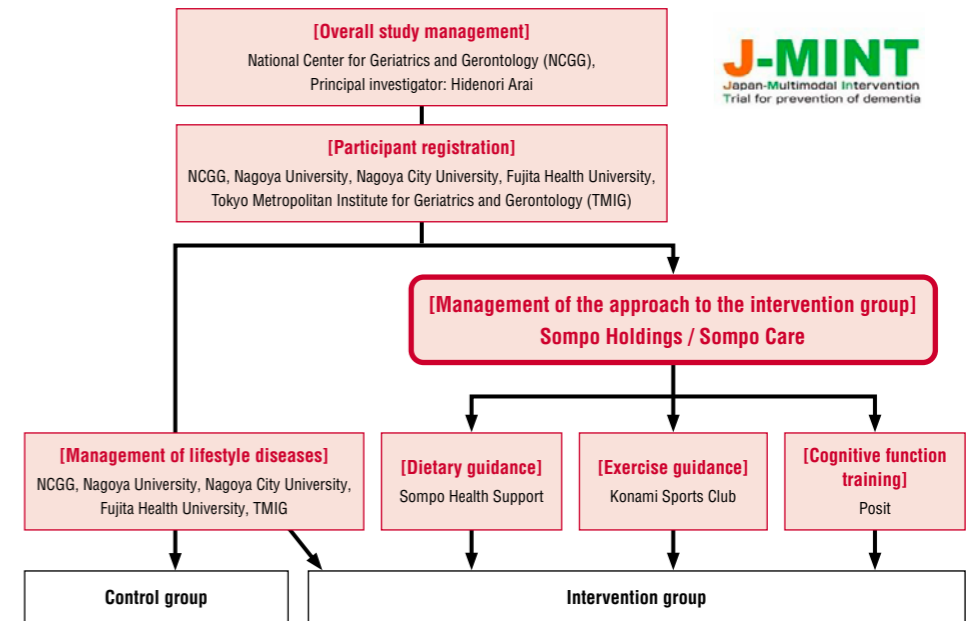 [Overall study management]
National Center for Geriatrics and Gerontology (NCGG),
Principal investigator: Hidenori Arai
J-MINT
Japan-Multimodal Intervention
Trial for prevention of dementia
[Participant registration]
NCGG, Nagoya University, Nagoya City University, Fujita Health University,
Tokyo Metropolitan Institute for Geriatrics and Gerontology (TMIG)
[Management of the approach to the intervention group]
Sompo Holdings / Sompo Care
[Management of lifestyle diseases]
NCGG, Nagoya University, Nagoya City University,
Fujita Health University, TMIG
[Dietary guidance]
Sompo Health Support
[Exercise guidance]
Konami Sports Club
[Cognitive function
training]
Posit
Control group
Intervention group